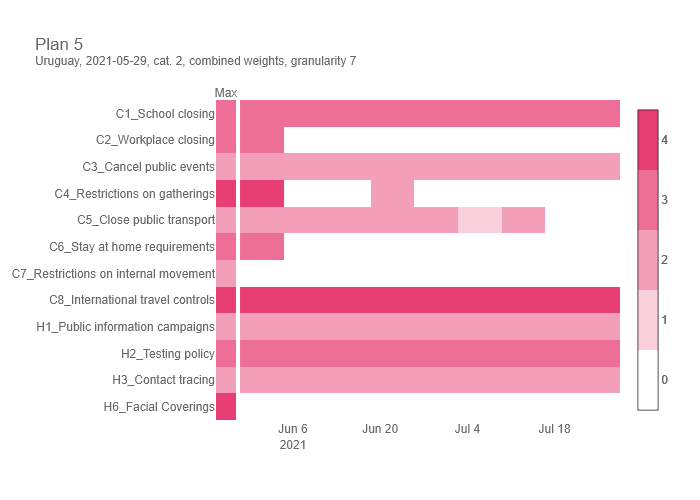 Plan 5
Uruguay, 2021-05-29, cat. 2, combined weights, granularity 7
Max
C1_School closing
C2_Workplace closing
C3_Cancel public events
C4_Restrictions on gatherings
C5_Close public transport
C6_Stay at home requirements
C7_Restrictions on internal movement
C8_International travel controls
H1_Public information campaigns
H2_Testing policy
H3_Contact tracing
H6_Facial Coverings
Jun 6
2021
Jun 20
Jul 4
Jul 18
4
3
2
1
0